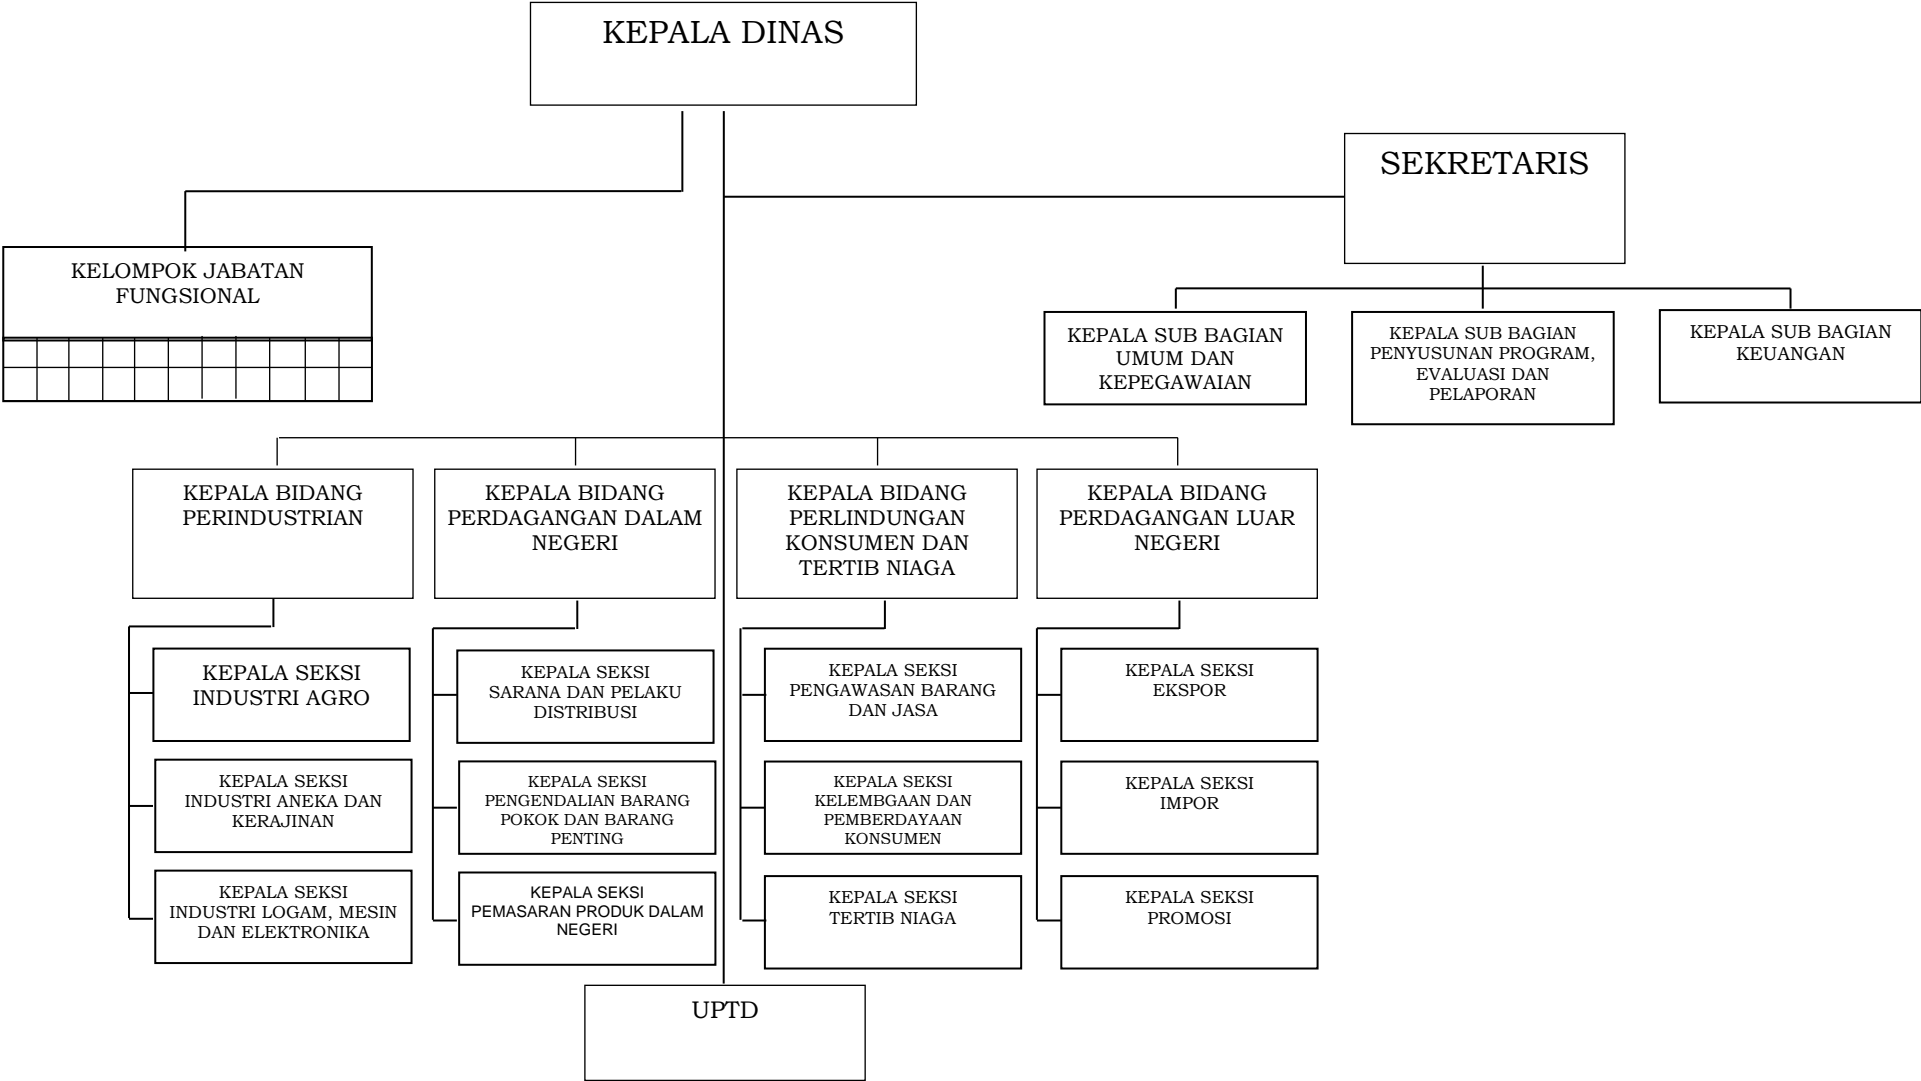 KEPALA DINAS
SEKRETARIS
KELOMPOK JABATAN
FUNGSIONAL
KEPALA SUB BAGIAN
UMUM DAN
KEPEGAWAIAN
KEPALA SUB BAGIAN
PENYUSUNAN PROGRAM,
EVALUASI DAN
PELAPORAN
KEPALA SUB BAGIAN
KEUANGAN
KEPALA BIDANG
PERINDUSTRIAN
KEPALA BIDANG
PERDAGANGAN DALAM
NEGERI
KEPALA BIDANG
PERLINDUNGAN
KONSUMEN DAN
TERTIB NIAGA
KEPALA BIDANG
PERDAGANGAN LUAR
NEGERI
KEPALA SEKSI
INDUSTRI AGRO
KEPALA SEKSI
SARANA DAN PELAKU
DISTRIBUSI
KEPALA SEKSI
PENGAWASAN BARANG
DAN JASA
KEPALA SEKSI
EKSPOR
KEPALA SEKSI
INDUSTRI ANEKA DAN
KERAJINAN
KEPALA SEKSI
PENGENDALIAN BARANG
POKOK DAN BARANG
PENTING
KEPALA SEKSI
KELEMBGAAN DAN
PEMBERDAYAAN
KONSUMEN
KEPALA SEKSI
IMPOR
KEPALA SEKSI
INDUSTRI LOGAM, MESIN
DAN ELEKTRONIKA
KEPALA SEKSI
PEMASARAN PRODUK DALAM
NEGERI
KEPALA SEKSI
TERTIB NIAGA
KEPALA SEKSI
PROMOSI
UPTD